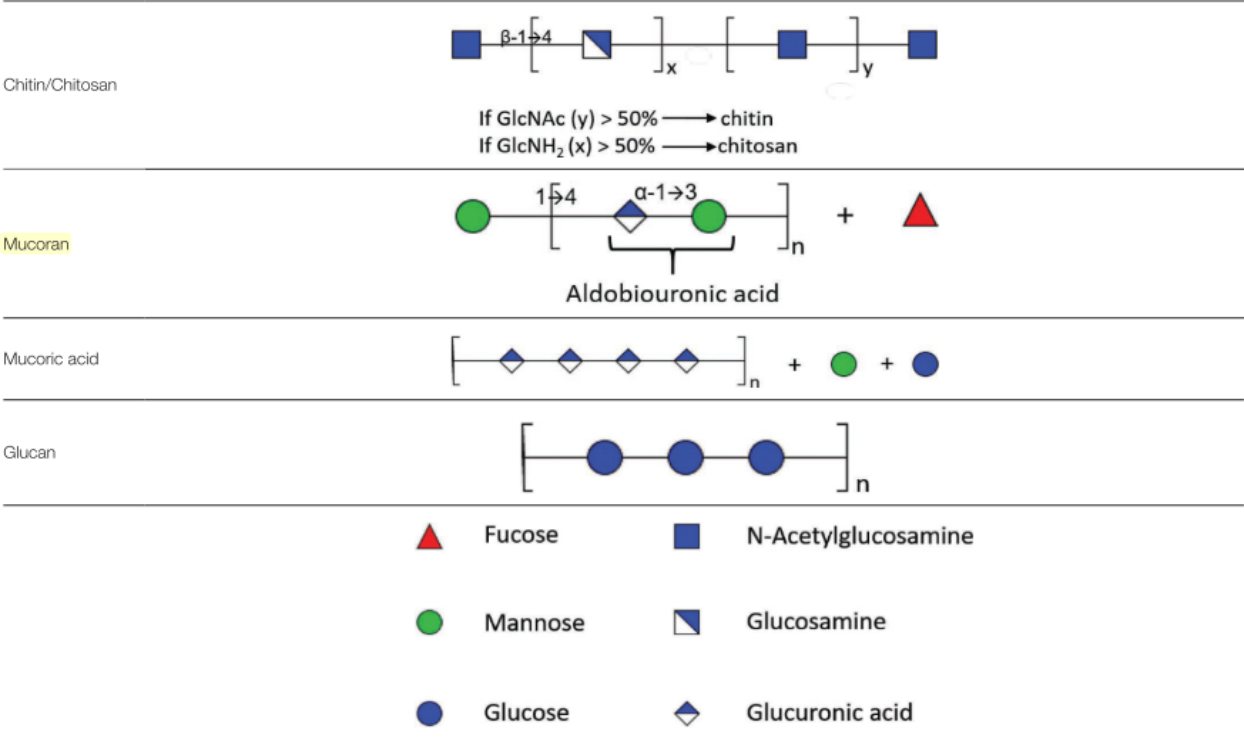 β-1→4
x
y
Chitin/Chitosan
If GlcNAc (y) > 50% → chitin
If GlcNH₂ (x) > 50% → chitosan
1→4 α-1→3
Mucoran
+
n
Aldobiouronic acid
Mucoric acid
n + +
Glucan
n
Fucose N-Acetylglucosamine
Mannose Glucosamine
Glucose Glucuronic acid